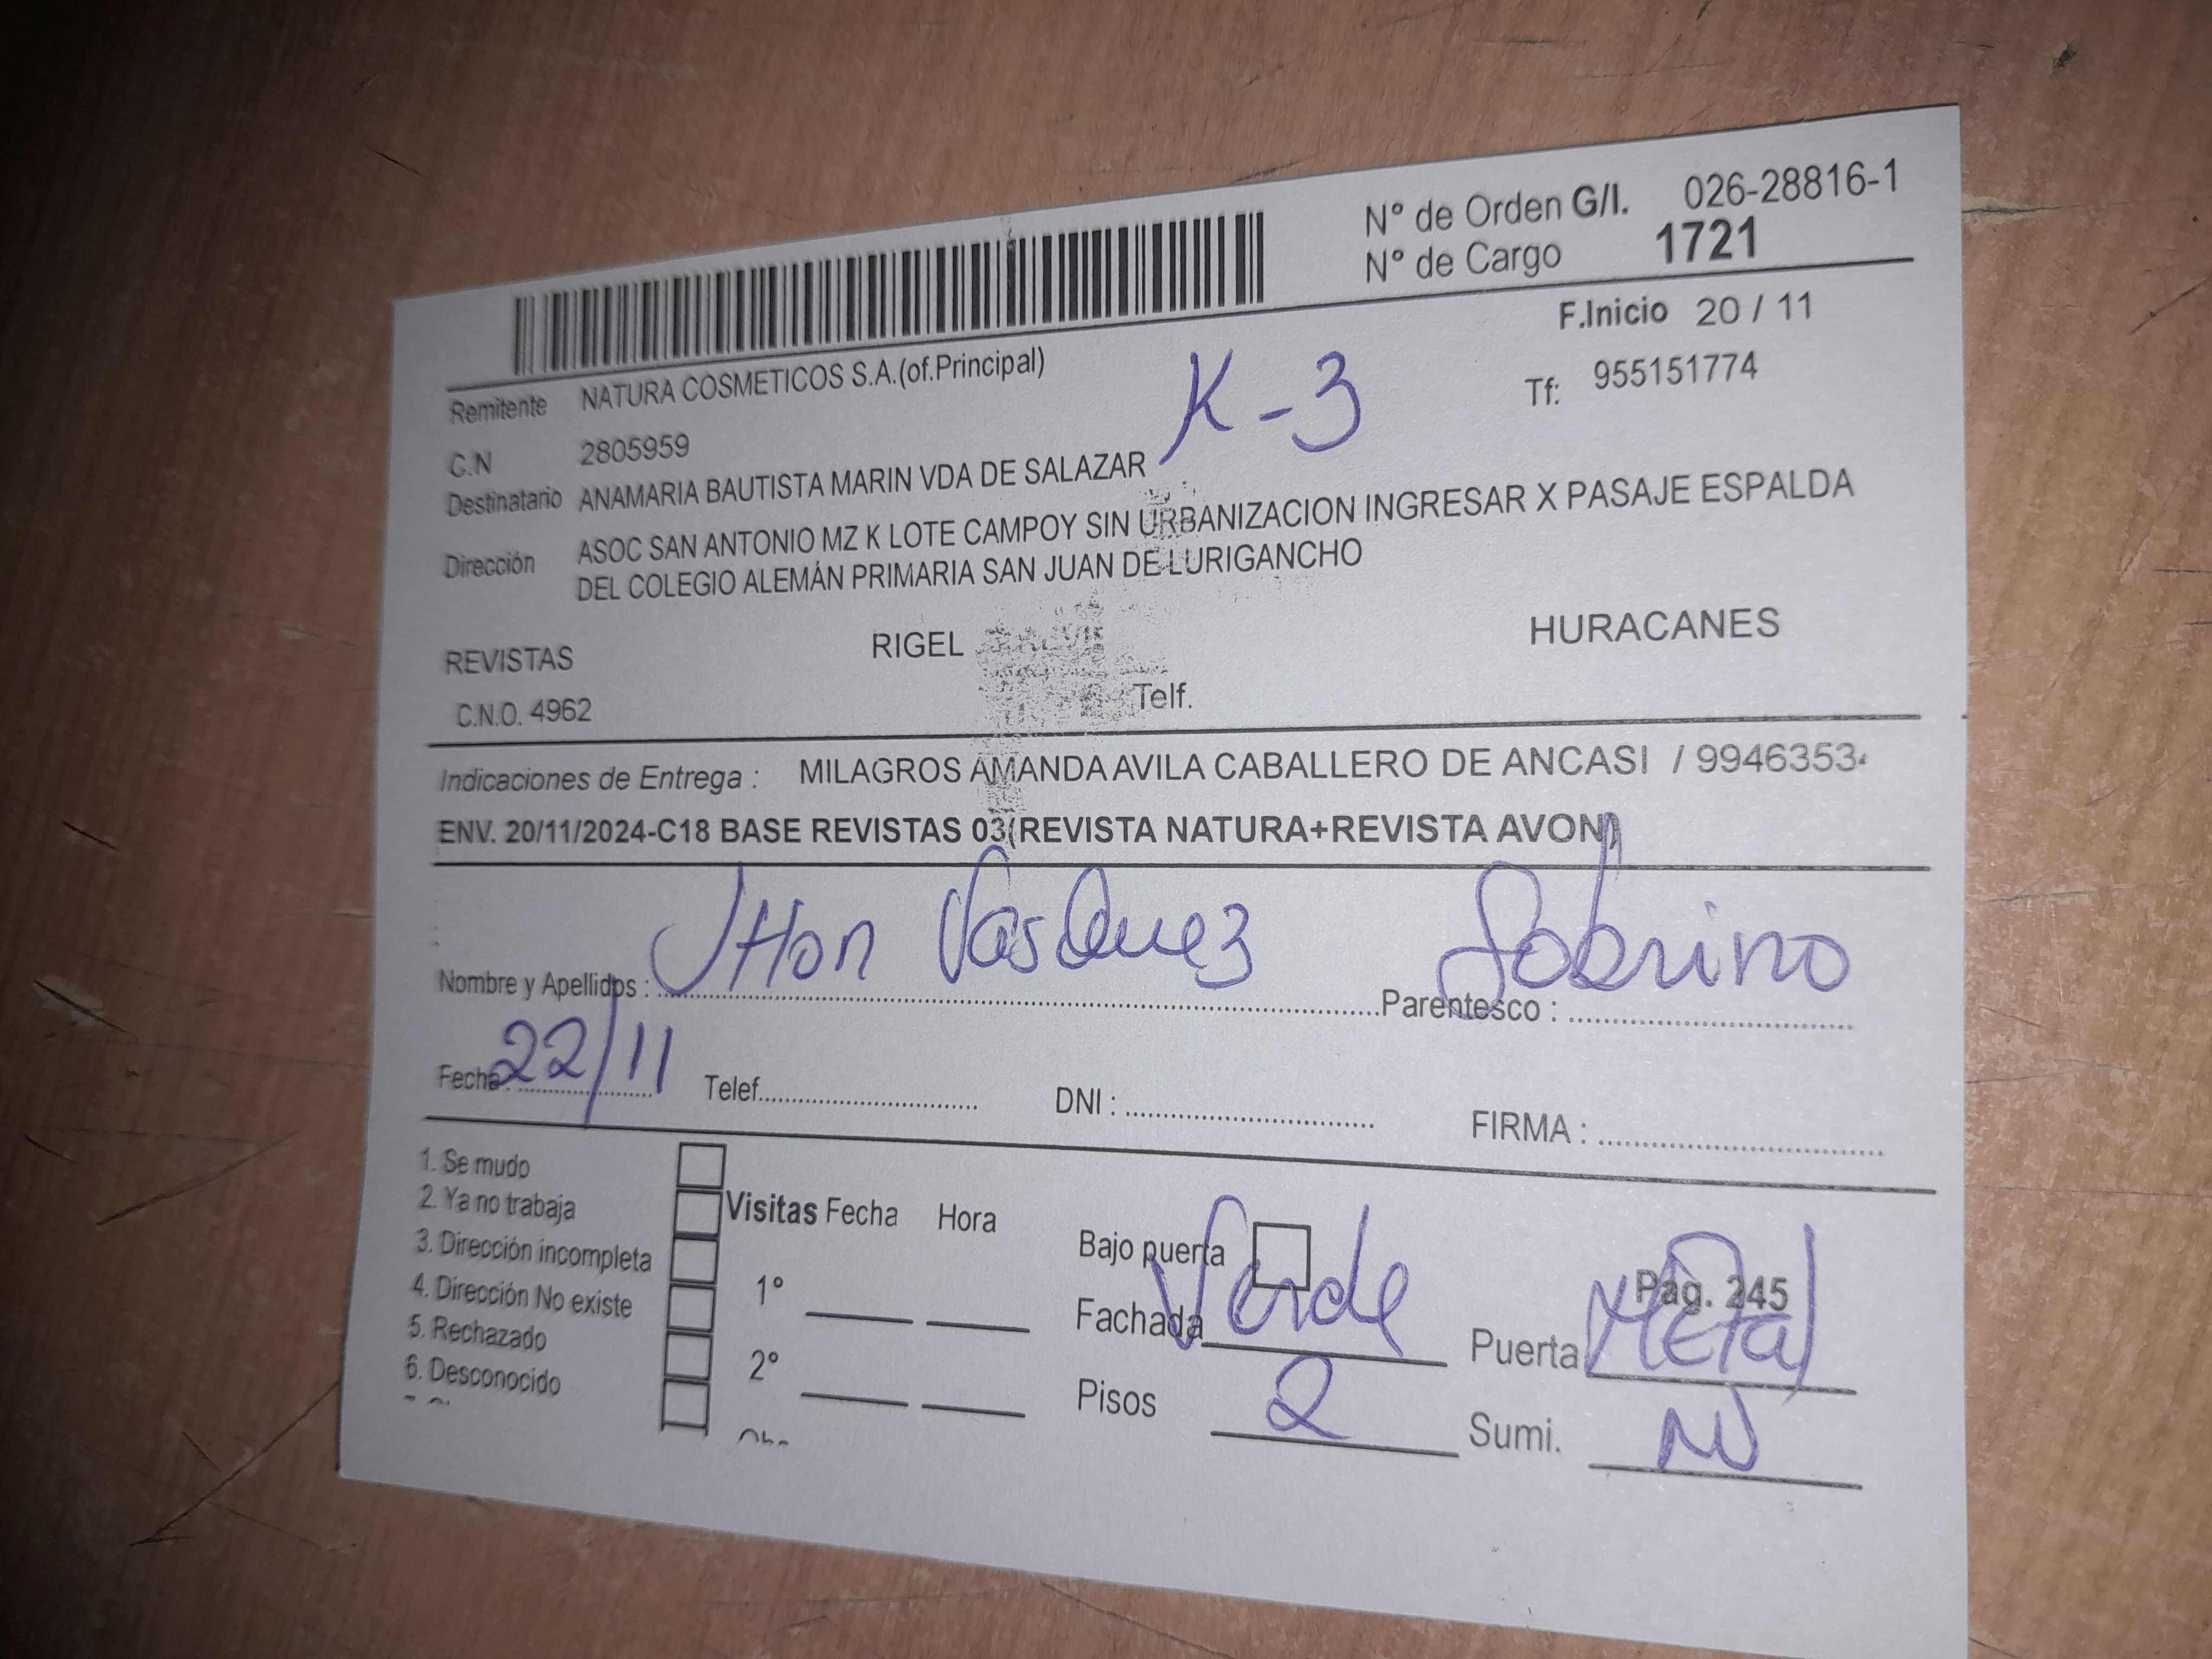 N° de Orden G/I. 026-28816-1
N° de Cargo 1721
F.Inicio 20 / 11
Remitente NATURA COSMETICOS S.A.(of.Principal)
K-3
Tf: 955151774
C.N 2805959
Destinatario ANAMARIA BAUTISTA MARIN VDA DE SALAZAR
Dirección ASOC SAN ANTONIO MZ K LOTE CAMPOY SIN URBANIZACION INGRESAR X PASAJE ESPALDA
DEL COLEGIO ALEMÁN PRIMARIA SAN JUAN DE LURIGANCHO
REVISTAS RIGEL HURACANES
C.N.O. 4962 Telf.
Indicaciones de Entrega : MILAGROS AMANDA AVILA CABALLERO DE ANCASI / 9946353
ENV. 20/11/2024-C18 BASE REVISTAS 03(REVISTA NATURA+REVISTA AVON)
Nombre y Apellidos : JHon Vasquez Parentesco : Sobrino
Fecha : 22/11 Telef. DNI : FIRMA :
1. Se mudo
2. Ya no trabaja
3. Dirección incompleta
4. Dirección No existe
5. Rechazado
6. Desconocido
Visitas Fecha Hora
1°
2°
Bajo puerta
Pag. 245
Fachada Verde Puerta Metal
Pisos 2 Sumi. N